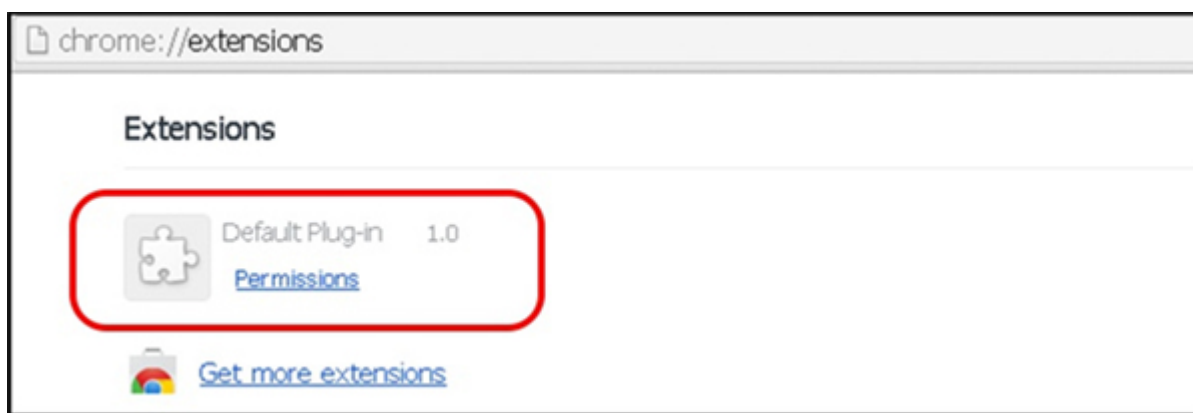 chrome://extensions
Extensions
Default Plug-in 1.0
Permissions
Get more extensions